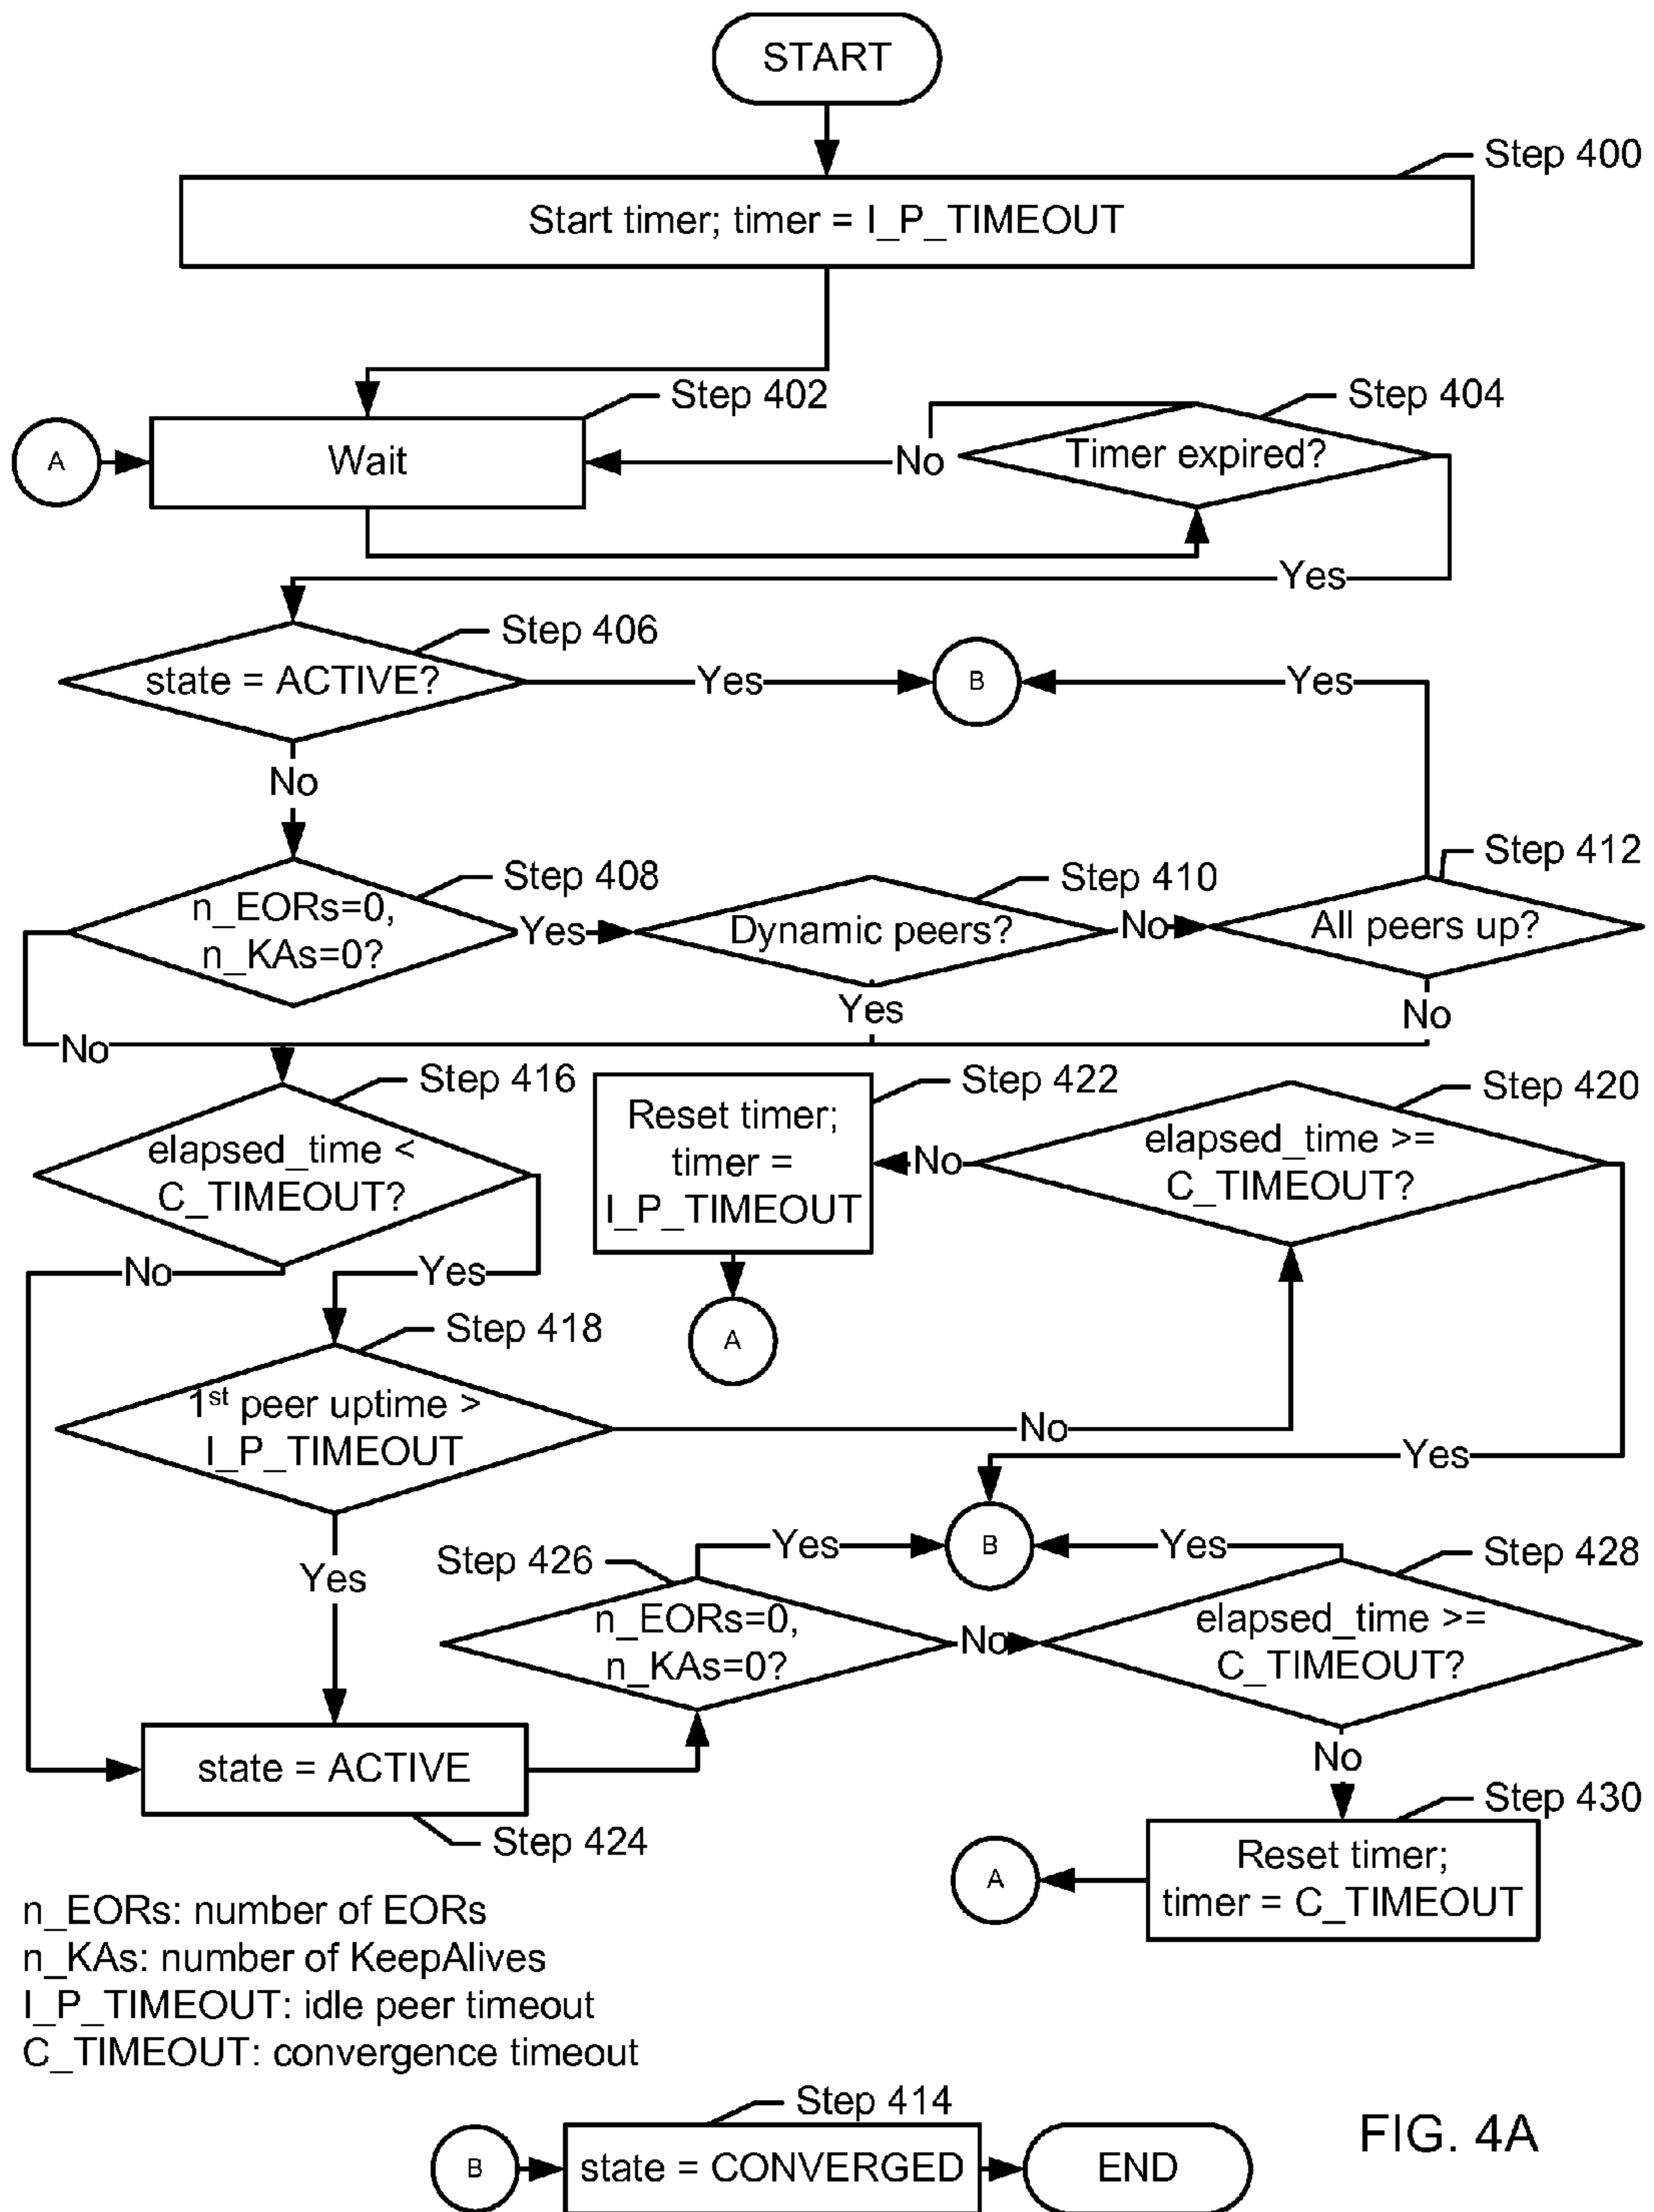 START
Step 400
Start timer; timer = I_P_TIMEOUT
Step 402
Step 404
A
Wait
No
Timer expired?
Yes
Step 406
state = ACTIVE?
Yes
B
Yes
No
Step 408
Step 410
Step 412
n_EORs=0,
n_KAs=0?
Yes
Dynamic peers?
No
All peers up?
Yes
No
No
Step 416
Step 422
Step 420
elapsed_time <
C_TIMEOUT?
Reset timer;
timer =
I_P_TIMEOUT
No
elapsed_time >=
C_TIMEOUT?
No
Yes
A
Step 418
1st peer uptime >
I_P_TIMEOUT
No
Yes
Yes
Step 426
Yes
B
Yes
Step 428
n_EORs=0,
n_KAs=0?
No
elapsed_time >=
C_TIMEOUT?
No
state = ACTIVE
Step 424
Step 430
A
Reset timer;
timer = C_TIMEOUT
n_EORs: number of EORs
n_KAs: number of KeepAlives
I_P_TIMEOUT: idle peer timeout
C_TIMEOUT: convergence timeout
Step 414
B
state = CONVERGED
END
FIG. 4A